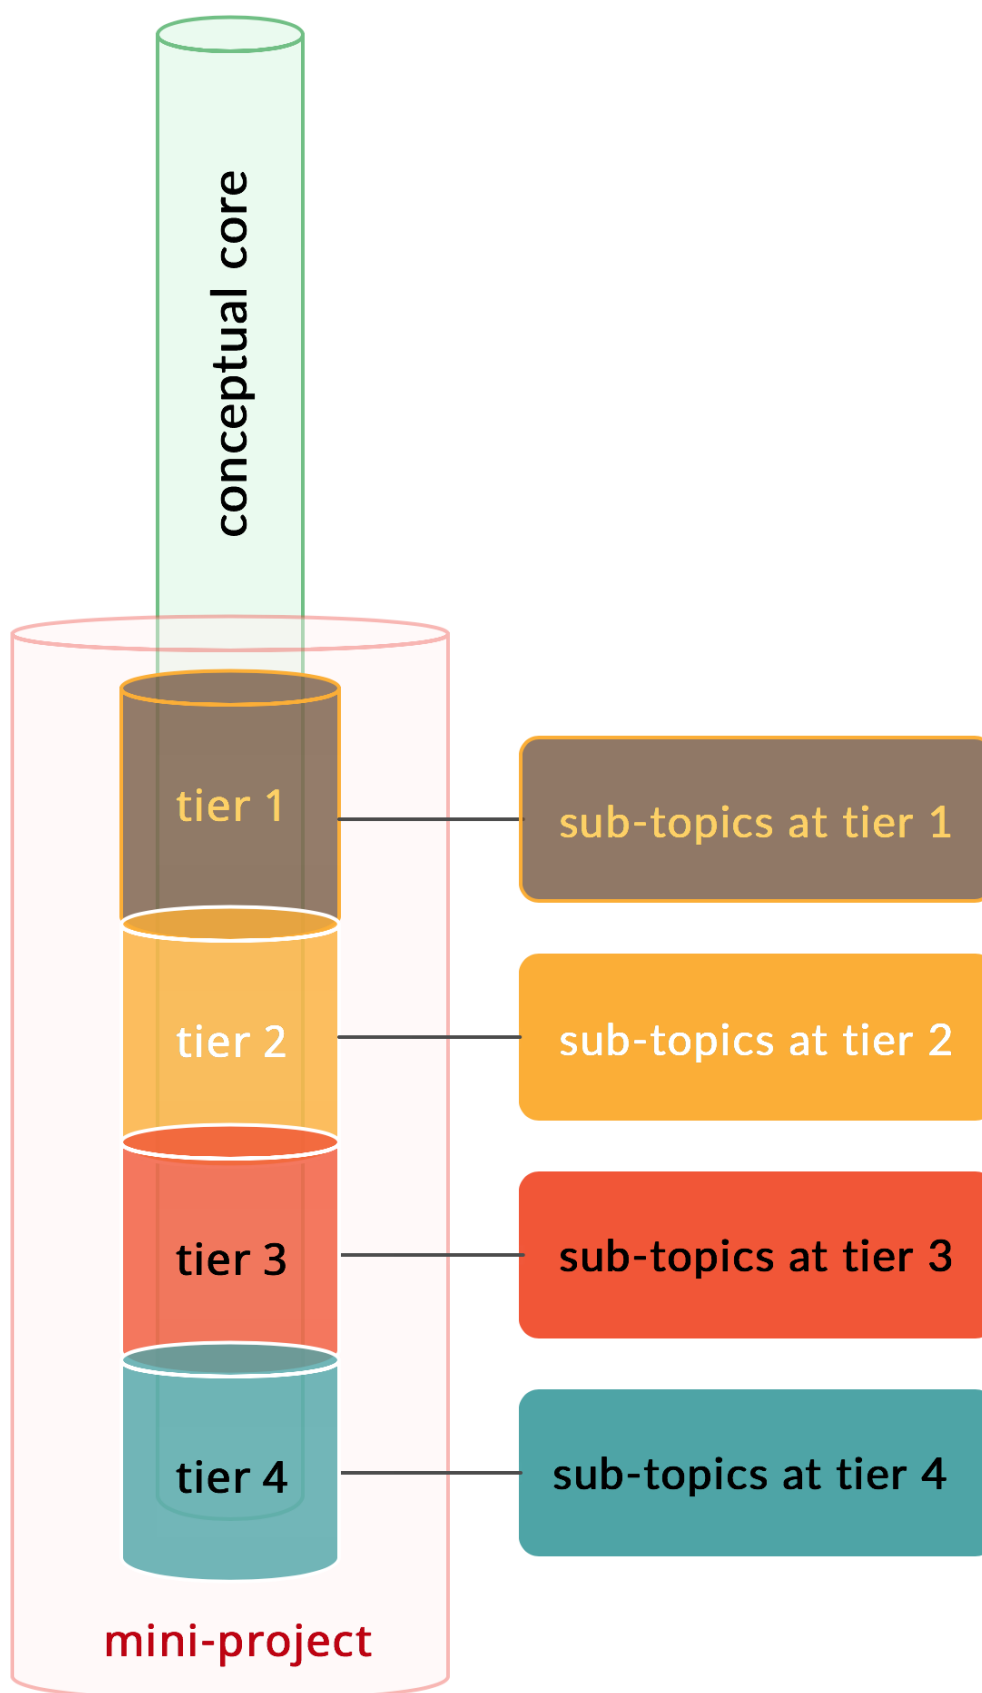 conceptual core
tier 1
sub-topics at tier 1
tier 2
sub-topics at tier 2
tier 3
sub-topics at tier 3
tier 4
sub-topics at tier 4
mini-project